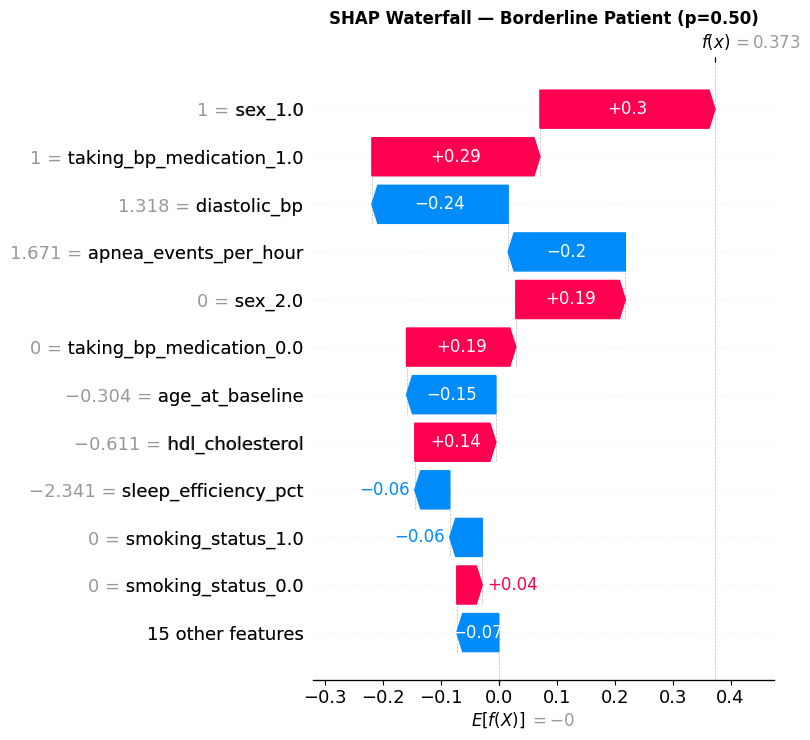 SHAP Waterfall — Borderline Patient (p=0.50)
f(x) = 0.373
1 = sex_1.0
+0.3
1 = taking_bp_medication_1.0
+0.29
1.318 = diastolic_bp
−0.24
1.671 = apnea_events_per_hour
−0.2
0 = sex_2.0
+0.19
0 = taking_bp_medication_0.0
+0.19
−0.304 = age_at_baseline
−0.15
−0.611 = hdl_cholesterol
+0.14
−2.341 = sleep_efficiency_pct
−0.06
0 = smoking_status_1.0
−0.06
0 = smoking_status_0.0
+0.04
15 other features
−0.07
−0.3 −0.2 −0.1 0.0 0.1 0.2 0.3 0.4
E[f(X)] = −0